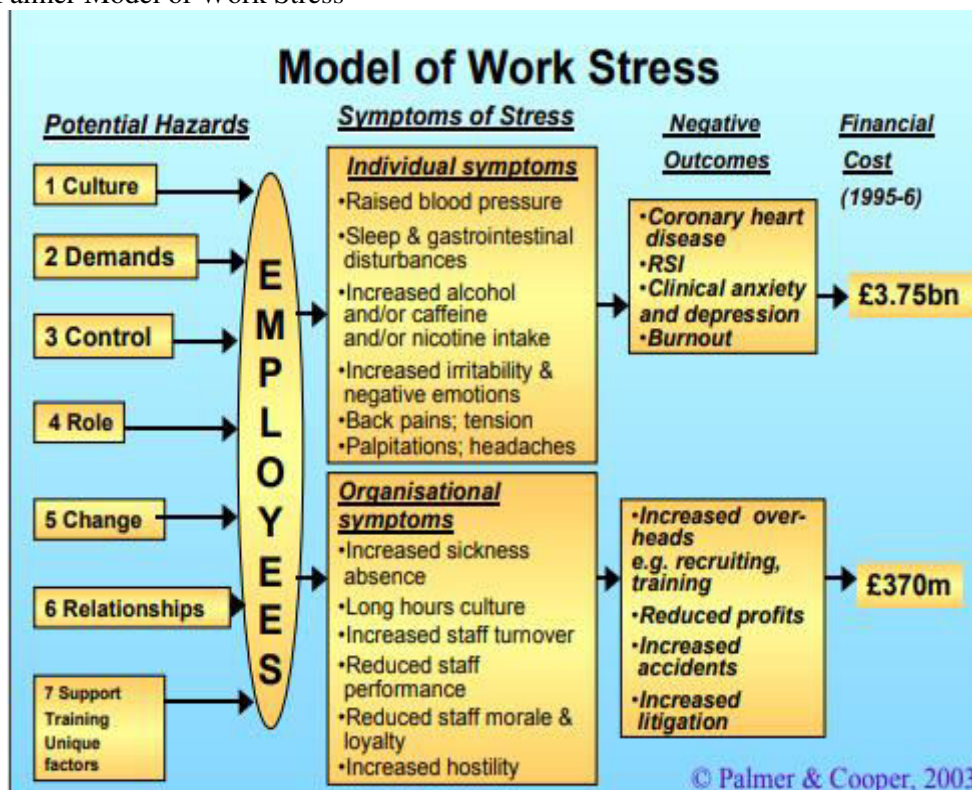 Palmer Model of Work Stress
Model of Work Stress
Potential Hazards
1 Culture
2 Demands
3 Control
4 Role
5 Change
6 Relationships
7 Support
Training
Unique
factors
EMPLOYEES
Symptoms of Stress
Individual symptoms
•Raised blood pressure
•Sleep & gastrointestinal
disturbances
•Increased alcohol
and/or caffeine
and/or nicotine intake
•Increased irritability &
negative emotions
•Back pains; tension
•Palpitations; headaches
Organisational
symptoms
•Increased sickness
absence
•Long hours culture
•Increased staff turnover
•Reduced staff
performance
•Reduced staff morale &
loyalty
•Increased hostility
Negative
Outcomes
•Coronary heart
disease
•RSI
•Clinical anxiety
and depression
•Burnout
•Increased over-
heads
e.g. recruiting,
training
•Reduced profits
•Increased
accidents
•Increased
litigation
Financial
Cost
(1995-6)
£3.75bn
£370m
© Palmer & Cooper, 2003